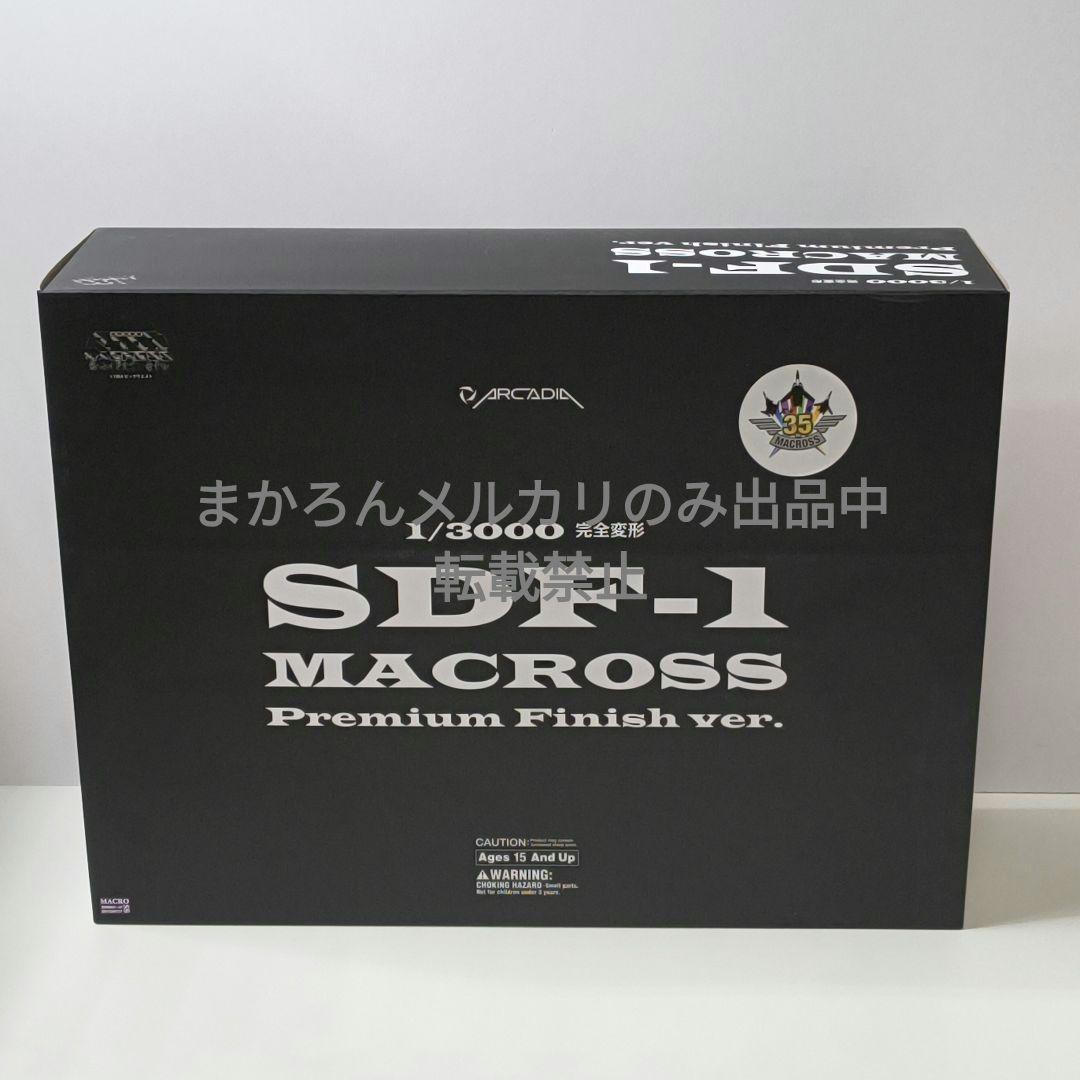 1/3000
SDF-1
MACROSS
Premium Finish ver.
ARCADIA
35
MACROSS
まかろんメルカリのみ出品中
1/3000 完全変形
転載禁止
SDF-1
MACROSS
Premium Finish ver.
CAUTION:
Ages 15 And Up
WARNING:
CHOKING HAZARD -Small parts.
Not for children under 3 years.
MACRO